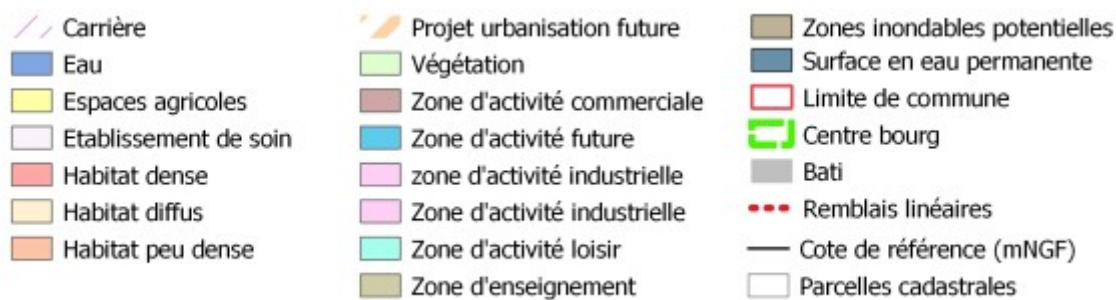 Carrière
Eau
Espaces agricoles
Etablissement de soin
Habitat dense
Habitat diffus
Habitat peu dense
Projet urbanisation future
Végétation
Zone d'activité commerciale
Zone d'activité future
zone d'activité industrielle
Zone d'activité industrielle
Zone d'activité loisir
Zone d'enseignement
Zones inondables potentielles
Surface en eau permanente
Limite de commune
Centre bourg
Bati
Remblais linéaires
Cote de référence (mNGF)
Parcelles cadastrales